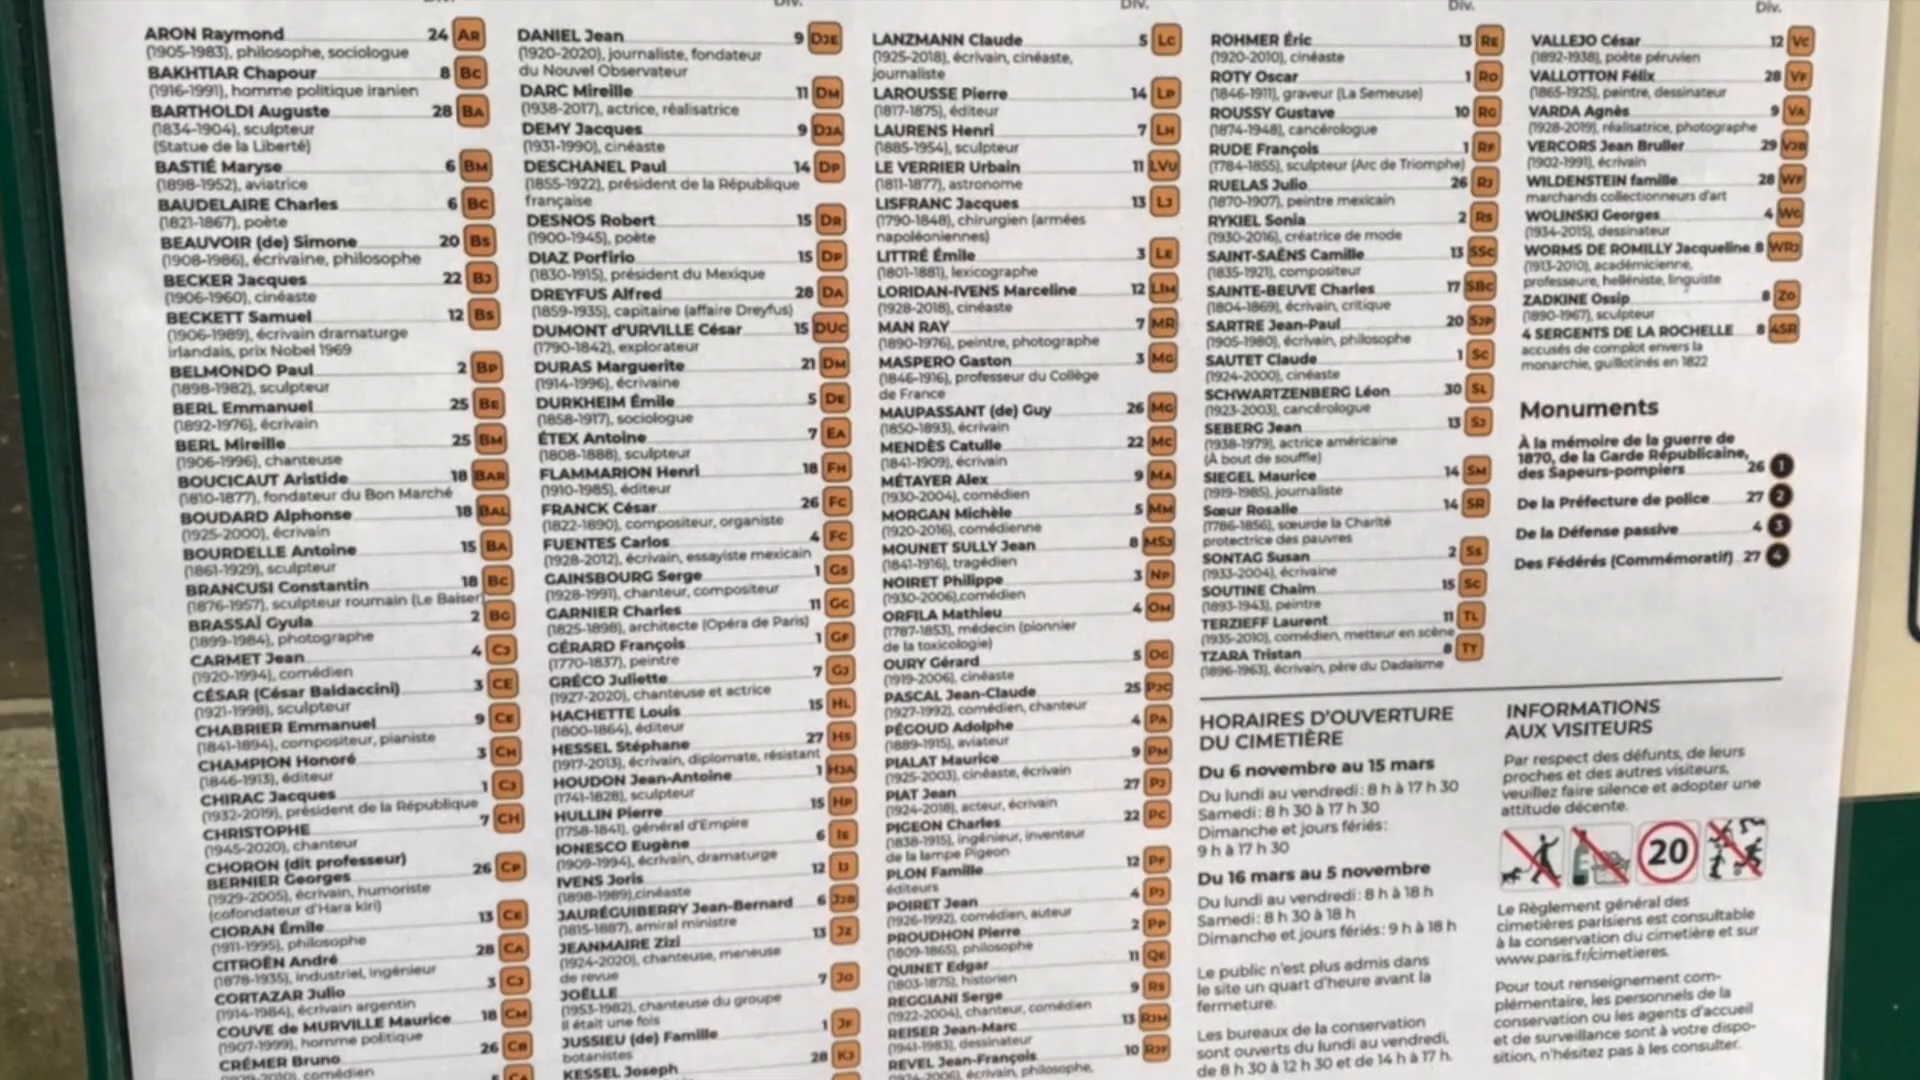 Div.
ARON Raymond 24 AR
(1905-1983), philosophe, sociologue
BAKHTIAR Chapour 8 BC
(1916-1991), homme politique iranien
BARTHOLDI Auguste 28 BA
(1834-1904), sculpteur
(Statue de la Liberté)
BASTIÉ Maryse 6 BM
(1898-1952), aviatrice
BAUDELAIRE Charles 6 BC
(1821-1867), poète
BEAUVOIR (de) Simone 20 BS
(1908-1986), écrivaine, philosophe
BECKER Jacques 22 BJ
(1906-1960), cinéaste
BECKETT Samuel 12 BS
(1906-1989), écrivain dramaturge
irlandais, prix Nobel 1969
BELMONDO Paul 2 BP
(1898-1982), sculpteur
BERL Emmanuel 25 BE
(1892-1976), écrivain
BERL Mireille 25 BM
(1906-1996), chanteuse
BOUCICAUT Aristide 18 BAR
(1810-1877), fondateur du Bon Marché
BOUDARD Alphonse 18 BAL
(1925-2000), écrivain
BOURDELLE Antoine 15 BA
(1861-1929), sculpteur
BRANCUSI Constantin 18 BC
(1876-1957), sculpteur roumain (Le Baiser)
BRASSAÏ Gyula 2 BG
(1899-1984), photographe
CARMET Jean 4 CJ
(1920-1994), comédien
CÉSAR (César Baldaccini) 3 CE
(1921-1998), sculpteur
CHABRIER Emmanuel 9 CE
(1841-1894), compositeur, pianiste
CHAMPION Honoré 3 CH
(1846-1913), éditeur
CHIRAC Jacques 1 CJ
(1932-2019), président de la République
CHRISTOPHE 7 CH
(1945-2020), chanteur
CHORON (dit professeur)
BERNIER Georges 26 CP
(1929-2005), écrivain, humoriste
(cofondateur d'Hara kiri)
CIORAN Émile 13 CE
(1911-1995), philosophe
CITROËN André 28 CA
(1878-1935), industriel, ingénieur
CORTAZAR Julio 3 CJ
(1914-1984), écrivain argentin
COUVE de MURVILLE Maurice 18 CM
(1907-1999), homme politique
CRÉMER Bruno 26 CB
(1929-2010), comédien
Div.
DANIEL Jean 9 DJE
(1920-2020), journaliste, fondateur
du Nouvel Observateur
DARC Mireille 11 DM
(1938-2017), actrice, réalisatrice
DEMY Jacques 9 DJA
(1931-1990), cinéaste
DESCHANEL Paul 14 DP
(1855-1922), président de la République
française
DESNOS Robert 15 DR
(1900-1945), poète
DIAZ Porfirio 15 DP
(1830-1915), président du Mexique
DREYFUS Alfred 28 DA
(1859-1935), capitaine (affaire Dreyfus)
DUMONT d'URVILLE César 15 DUC
(1790-1842), explorateur
DURAS Marguerite 21 DM
(1914-1996), écrivaine
DURKHEIM Émile 5 DE
(1858-1917), sociologue
ÉTEX Antoine 7 EA
(1808-1888), sculpteur
FLAMMARION Henri 18 FH
(1910-1985), éditeur
FRANCK César 26 FC
(1822-1890), compositeur, organiste
FUENTES Carlos 4 FC
(1928-2012), écrivain, essayiste mexicain
GAINSBOURG Serge 1 GS
(1928-1991), chanteur, compositeur
GARNIER Charles 11 GC
(1825-1898), architecte (Opéra de Paris)
GÉRARD François 1 GF
(1770-1837), peintre
GRÉCO Juliette 7 GJ
(1927-2020), chanteuse et actrice
HACHETTE Louis 15 HL
(1800-1864), éditeur
HESSEL Stéphane 27 HS
(1917-2013), écrivain, diplomate, résistant
HOUDON Jean-Antoine 1 HJA
(1741-1828), sculpteur
HULLIN Pierre 15 HP
(1758-1841), général d'Empire
IONESCO Eugène 6 IE
(1909-1994), écrivain, dramaturge
IVENS Joris 12 IJ
(1898-1989),cinéaste
JAURÉGUIBERRY Jean-Bernard 6 JJB
(1815-1887), amiral ministre
JEANMAIRE Zizi 13 JZ
(1924-2020), chanteuse, meneuse
de revue
JOËLLE 7 JO
(1953-1982), chanteuse du groupe
Il était une fois
JUSSIEU (de) Famille 1 JF
botanistes
KESSEL Joseph 28 KJ
Div.
LANZMANN Claude 5 LC
(1925-2018), écrivain, cinéaste,
journaliste
LAROUSSE Pierre 14 LP
(1817-1875), éditeur
LAURENS Henri 7 LH
(1885-1954), sculpteur
LE VERRIER Urbain 11 LVU
(1811-1877), astronome
LISFRANC Jacques 13 LJ
(1790-1848), chirurgien (armées
napoléoniennes)
LITTRÉ Émile 3 LE
(1801-1881), lexicographe
LORIDAN-IVENS Marceline 12 LIM
(1928-2018), cinéaste
MAN RAY 7 MR
(1890-1976), peintre, photographe
MASPERO Gaston 3 MG
(1846-1916), professeur du Collège
de France
MAUPASSANT (de) Guy 26 MG
(1850-1893), écrivain
MENDÈS Catulle 22 MC
(1841-1909), écrivain
MÉTAYER Alex 9 MA
(1930-2004), comédien
MORGAN Michèle 5 MM
(1920-2016), comédienne
MOUNET SULLY Jean 8 MSJ
(1841-1916), tragédien
NOIRET Philippe 3 NP
(1930-2006),comédien
ORFILA Mathieu 4 OM
(1787-1853), médecin (pionnier
de la toxicologie)
OURY Gérard 5 OG
(1919-2006), cinéaste
PASCAL Jean-Claude 25 PJC
(1927-1992), comédien, chanteur
PÉGOUD Adolphe 4 PA
(1889-1915), aviateur
PIALAT Maurice 9 PM
(1925-2003), cinéaste, écrivain
PIAT Jean 27 PJ
(1924-2018), acteur, écrivain
PIGEON Charles 22 PC
(1838-1915), ingénieur, inventeur
de la lampe Pigeon
PLON Famille 12 PF
éditeurs
POIRET Jean 4 PJ
(1926-1992), comédien, auteur
PROUDHON Pierre 2 PP
(1809-1865), philosophe
QUINET Edgar 11 QE
(1803-1875), historien
REGGIANI Serge 9 RS
(1922-2004), chanteur, comédien
REISER Jean-Marc 13 RJM
(1941-1983), dessinateur
REVEL Jean-François 10 RJF
(1924-2006), écrivain, philosophe,
Div.
ROHMER Éric 13 RE
(1920-2010), cinéaste
ROTY Oscar 1 RO
(1846-1911), graveur (La Semeuse)
ROUSSY Gustave 10 RG
(1874-1948), cancérologue
RUDE François 1 RF
(1784-1855), sculpteur (Arc de Triomphe)
RUELAS Julio 26 RJ
(1870-1907), peintre mexicain
RYKIEL Sonia 2 RS
(1930-2016), créatrice de mode
SAINT-SAËNS Camille 13 SSC
(1835-1921), compositeur
SAINTE-BEUVE Charles 17 SBC
(1804-1869), écrivain, critique
SARTRE Jean-Paul 20 SJP
(1905-1980), écrivain, philosophe
SAUTET Claude 1 SC
(1924-2000), cinéaste
SCHWARTZENBERG Léon 30 SL
(1923-2003), cancérologue
SEBERG Jean 13 SJ
(1938-1979), actrice américaine
(À bout de souffle)
SIEGEL Maurice 14 SM
(1919-1985), journaliste
Sœur Rosalie 14 SR
(1786-1856), sœurde la Charité
protectrice des pauvres
SONTAG Susan 2 SS
(1933-2004), écrivaine
SOUTINE Chaïm 15 SC
(1893-1943), peintre
TERZIEFF Laurent 11 TL
(1935-2010), comédien, metteur en scène
TZARA Tristan 8 TY
(1896-1963), écrivain, père du Dadaïsme
Div.
VALLEJO César 12 VC
(1892-1938), poète péruvien
VALLOTTON Félix 28 VF
(1865-1925), peintre, dessinateur
VARDA Agnès 9 VA
(1928-2019), réalisatrice, photographe
VERCORS Jean Bruller 29 VJB
(1902-1991), écrivain
WILDENSTEIN famille 28 WF
marchands collectionneurs d'art
WOLINSKI Georges 4 WG
(1934-2015), dessinateur
WORMS DE ROMILLY Jacqueline 8 WRJ
(1913-2010), académicienne,
professeure, helléniste, linguiste
ZADKINE Ossip 8 ZO
(1890-1967), sculpteur
4 SERGENTS DE LA ROCHELLE 8 4SR
accusés de complot envers la
monarchie, guillotinés en 1822
Monuments
À la mémoire de la guerre de
1870, de la Garde Républicaine,
des Sapeurs-pompiers 26 1
De la Préfecture de police 27 2
De la Défense passive 4 3
Des Fédérés (Commémoratif) 27 4
HORAIRES D'OUVERTURE
DU CIMETIÈRE
Du 6 novembre au 15 mars
Du lundi au vendredi : 8 h à 17 h 30
Samedi : 8 h 30 à 17 h 30
Dimanche et jours fériés :
9 h à 17 h 30
Du 16 mars au 5 novembre
Du lundi au vendredi : 8 h à 18 h
Samedi : 8 h 30 à 18 h
Dimanche et jours fériés : 9 h à 18 h
Le public n'est plus admis dans
le site un quart d'heure avant la
fermeture.
Les bureaux de la conservation
sont ouverts du lundi au vendredi,
de 8 h 30 à 12 h 30 et de 14 h à 17 h.
INFORMATIONS
AUX VISITEURS
Par respect des défunts, de leurs
proches et des autres visiteurs,
veuillez faire silence et adopter une
attitude décente.
20
Le Règlement général des
cimetières parisiens est consultable
à la conservation du cimetière et sur
www.paris.fr/cimetieres.
Pour tout renseignement com-
plémentaire, les personnels de la
conservation ou les agents d'accueil
et de surveillance sont à votre dispo-
sition, n'hésitez pas à les consulter.